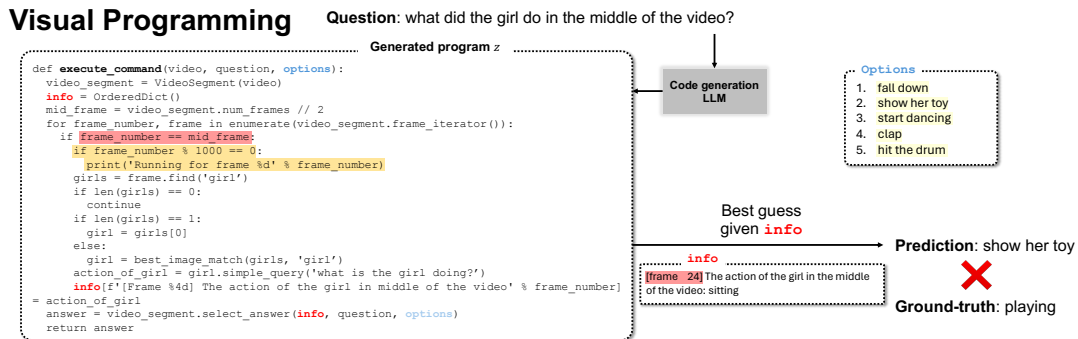 Visual Programming
Question: what did the girl do in the middle of the video?
Generated program z
def execute_command(video, question, options):
video_segment = VideoSegment(video)
info = OrderedDict()
mid_frame = video_segment.num_frames // 2
for frame_number, frame in enumerate(video_segment.frame_iterator()):
if frame_number == mid_frame:
if frame_number % 1000 == 0:
print('Running for frame %d' % frame_number)
girls = frame.find('girl')
if len(girls) == 0:
continue
if len(girls) == 1:
girl = girls[0]
else:
girl = best_image_match(girls, 'girl')
action_of_girl = girl.simple_query('what is the girl doing?')
info[f'[Frame %4d] The action of the girl in middle of the video' % frame_number]
= action_of_girl
answer = video_segment.select_answer(info, question, options)
return answer
Code generation
LLM
Options
1. fall down
2. show her toy
3. start dancing
4. clap
5. hit the drum
Best guess
given info
info
[frame 24] The action of the girl in the middle
of the video: sitting
Prediction: show her toy
Ground-truth: playing